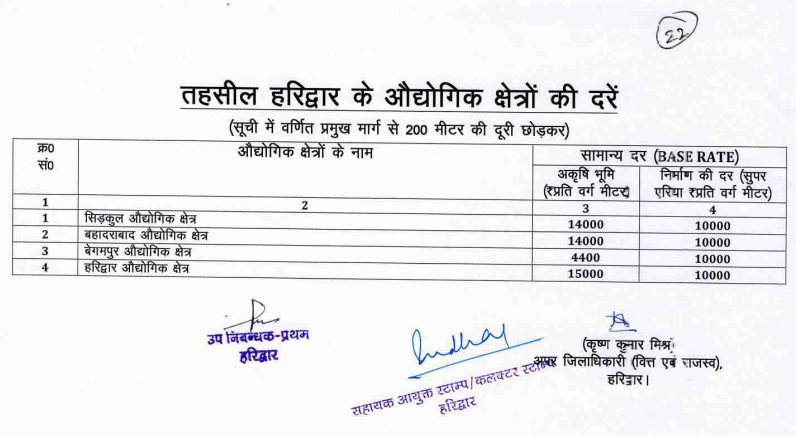 22
तहसील हरिद्वार के औद्योगिक क्षेत्रों की दरें
(सूची में वर्णित प्रमुख मार्ग से 200 मीटर की दूरी छोड़कर)
क्र0 सं0 औद्योगिक क्षेत्रों के नाम सामान्य दर (BASE RATE)
अकृषि भूमि (₹प्रति वर्ग मीटर) निर्माण की दर (सुपर एरिया ₹प्रति वर्ग मीटर)
1 2 3 4
1 सिड़कुल औद्योगिक क्षेत्र 14000 10000
2 बहादराबाद औद्योगिक क्षेत्र 14000 10000
3 बेगमपुर औद्योगिक क्षेत्र 4400 10000
4 हरिद्वार औद्योगिक क्षेत्र 15000 10000
उप निबन्धक-प्रथम
हरिद्वार
सहायक आयुक्त स्टाम्प/कलक्टर स्टाम्प
हरिद्वार
(कृष्ण कुमार मिश्र)
अपर जिलाधिकारी (वित्त एवं राजस्व),
हरिद्वार।